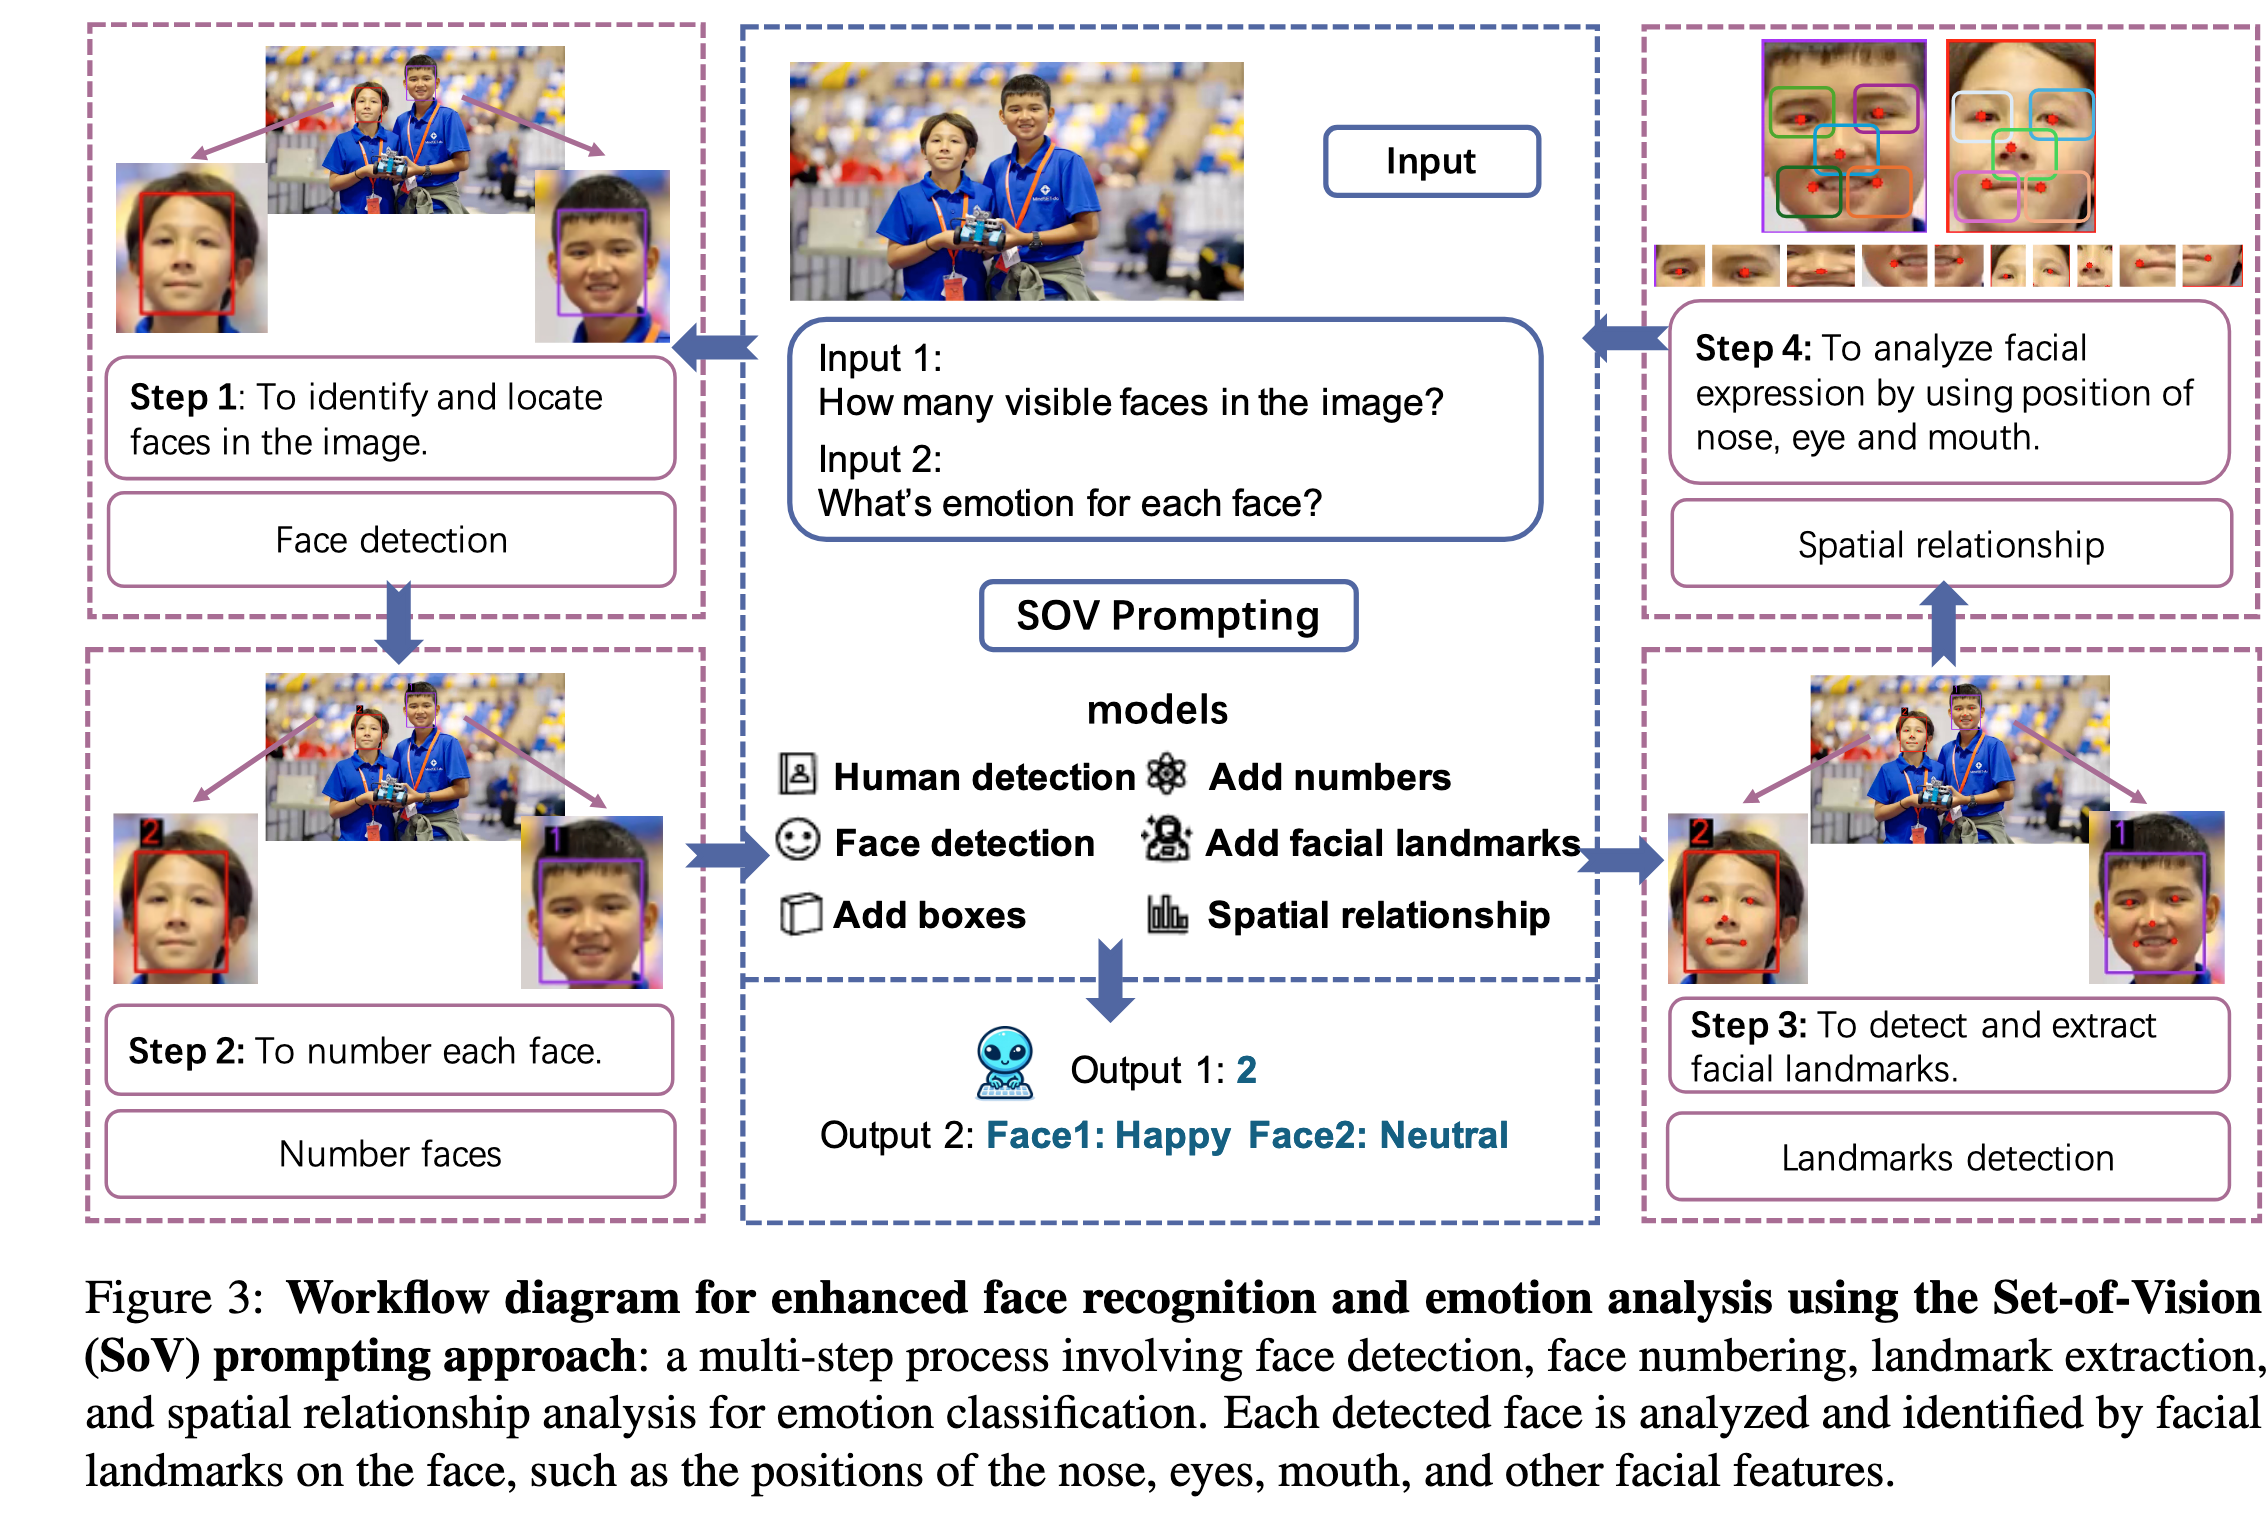 Input
Input 1:
How many visible faces in the image?
Input 2:
What's emotion for each face?
Step 1: To identify and locate
faces in the image.
Face detection
2
1
Step 2: To number each face.
Number faces
SOV Prompting
models
Human detection
Add numbers
Face detection
Add facial landmarks
Add boxes
Spatial relationship
2
1
Step 3: To detect and extract
facial landmarks.
Landmarks detection
Step 4: To analyze facial
expression by using position of
nose, eye and mouth.
Spatial relationship
Output 1: 2
Output 2: Face1: Happy Face2: Neutral
Figure 3: Workflow diagram for enhanced face recognition and emotion analysis using the Set-of-Vision
(SoV) prompting approach: a multi-step process involving face detection, face numbering, landmark extraction,
and spatial relationship analysis for emotion classification. Each detected face is analyzed and identified by facial
landmarks on the face, such as the positions of the nose, eyes, mouth, and other facial features.